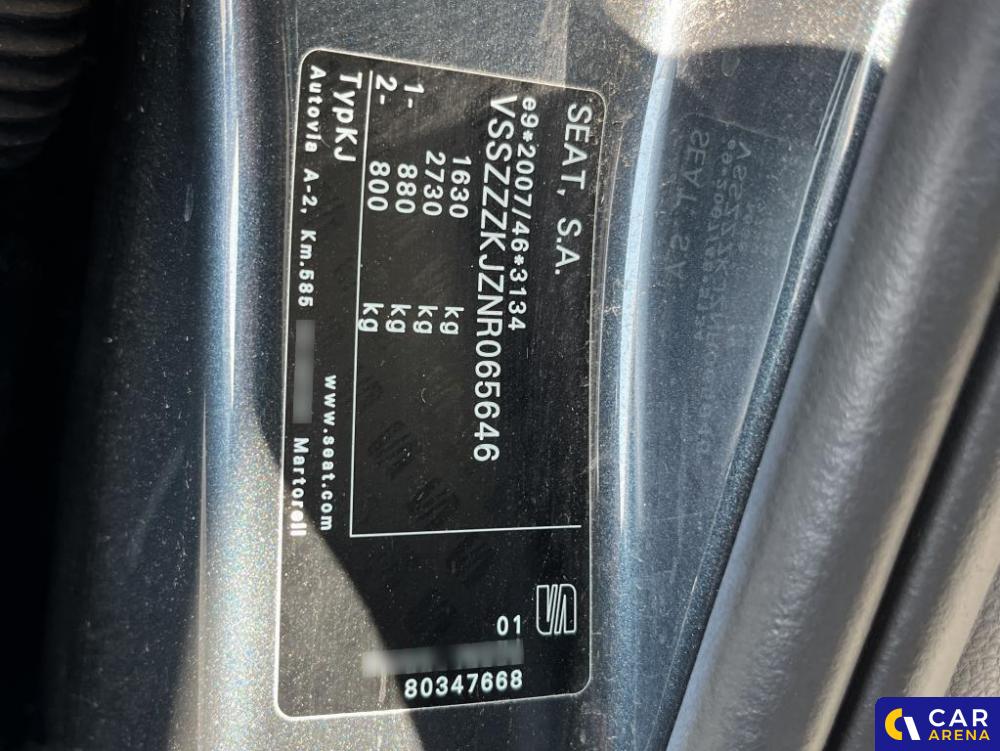 SEAT, S.A.
e9*2007/46*3134
VSSZZZKJZNR065646
1630 kg
2730 kg
1- 880 kg
2- 800 kg
TypKJ
www.seat.com
Autovia A-2, Km.585 Martorell
01
80347668
CAR
ARENA